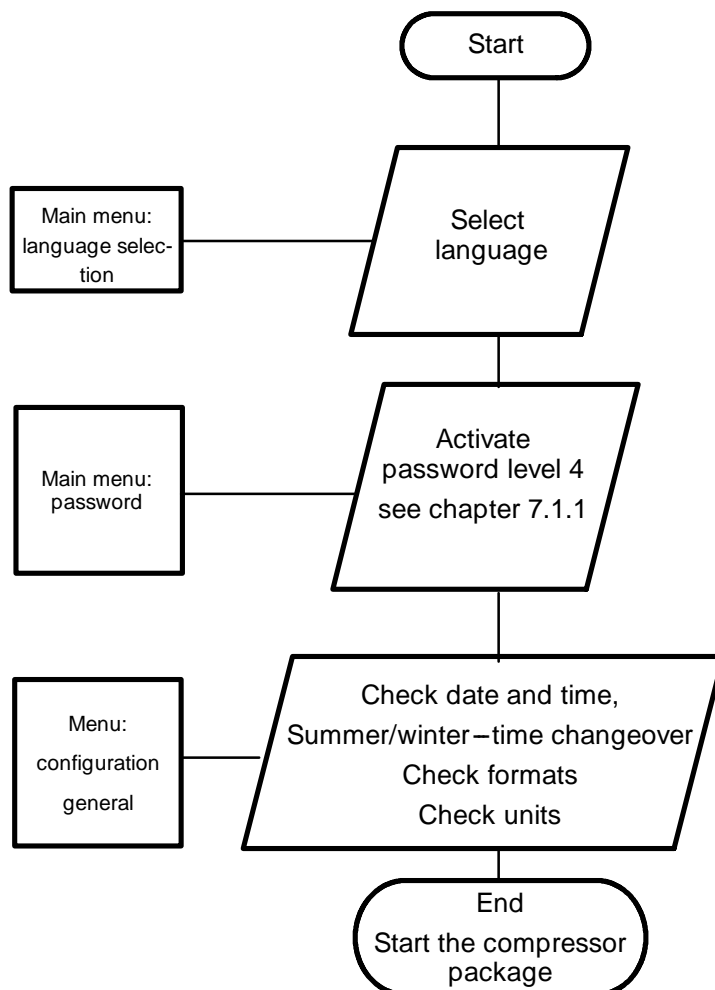 Start
Main menu:
language selec-
tion
Select
language
Main menu:
password
Activate
password level 4
see chapter 7.1.1
Menu:
configuration
general
Check date and time,
Summer/winter-time changeover
Check formats
Check units
End
Start the compressor
package